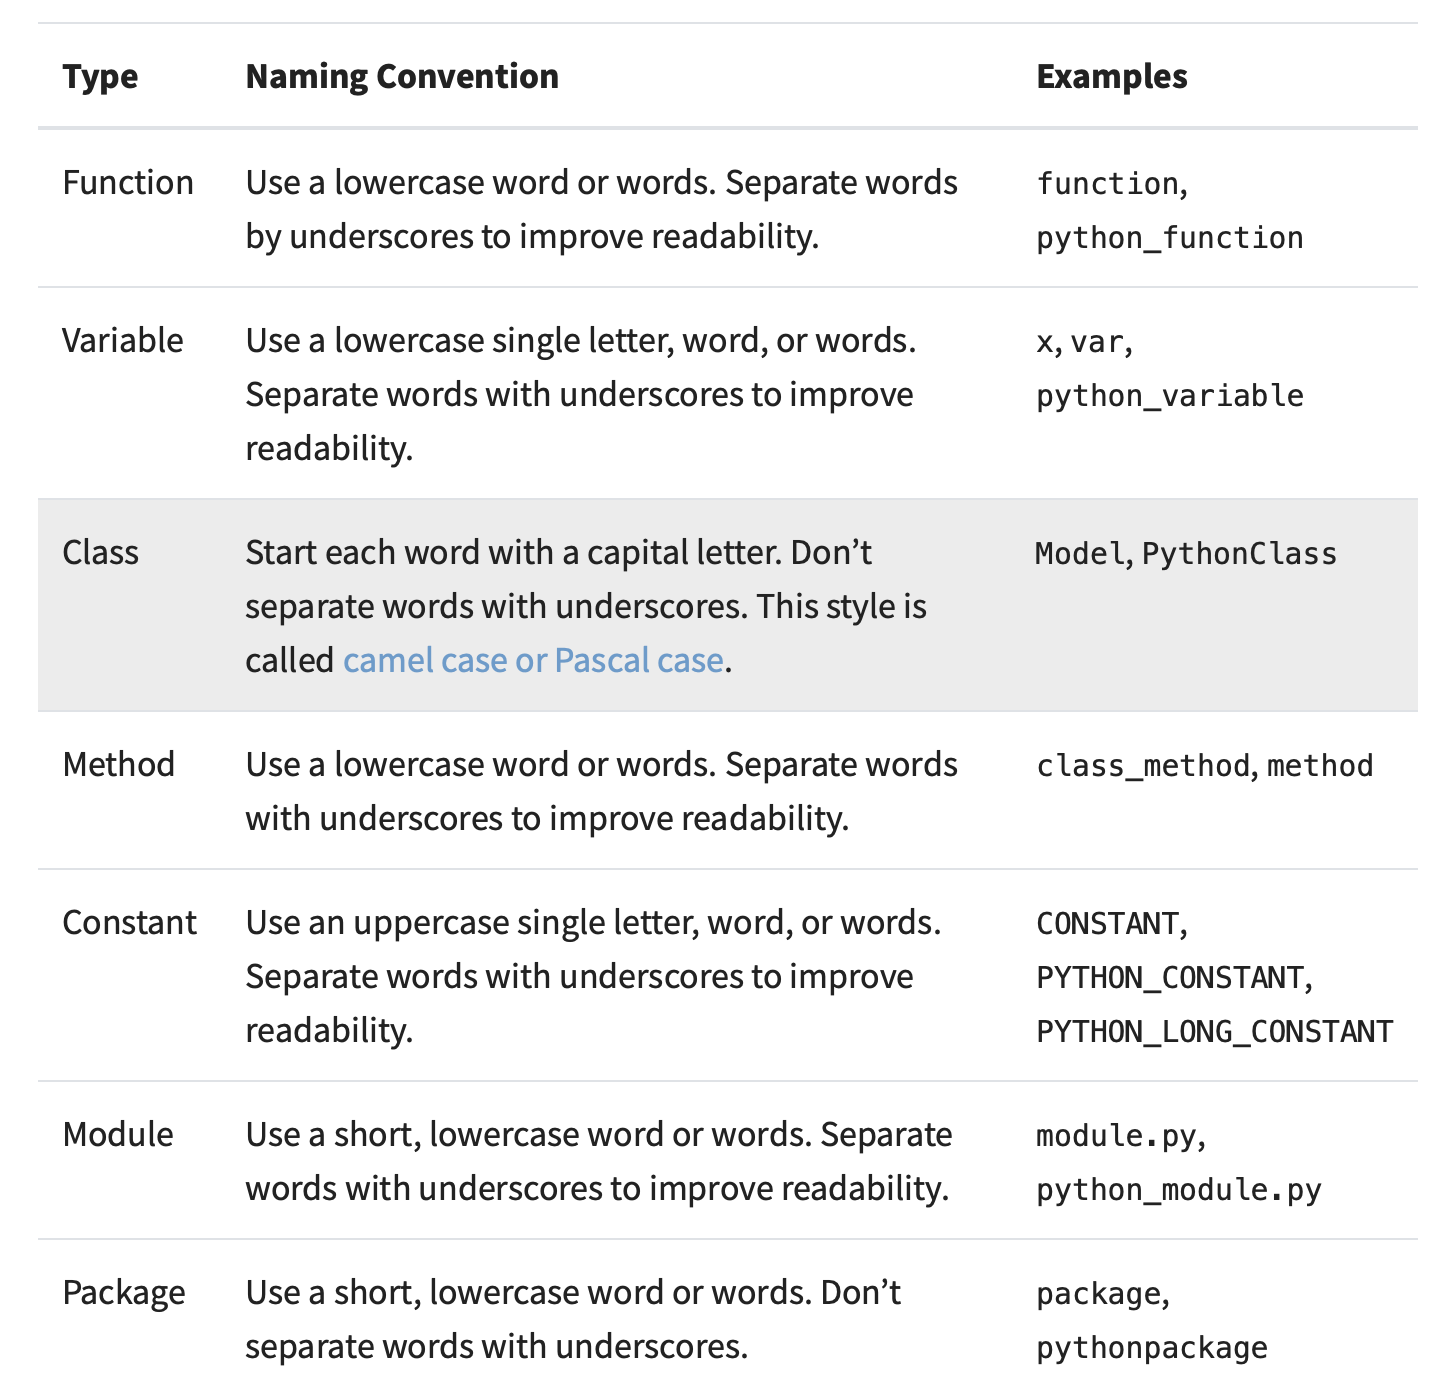 Type Naming Convention Examples
Function Use a lowercase word or words. Separate words function,
by underscores to improve readability. python_function
Variable Use a lowercase single letter, word, or words. x, var,
Separate words with underscores to improve python_variable
readability.
Class Start each word with a capital letter. Don’t Model, PythonClass
separate words with underscores. This style is
called camel case or Pascal case.
Method Use a lowercase word or words. Separate words class_method, method
with underscores to improve readability.
Constant Use an uppercase single letter, word, or words. CONSTANT,
Separate words with underscores to improve PYTHON_CONSTANT,
readability. PYTHON_LONG_CONSTANT
Module Use a short, lowercase word or words. Separate module.py,
words with underscores to improve readability. python_module.py
Package Use a short, lowercase word or words. Don’t package,
separate words with underscores. pythonpackage